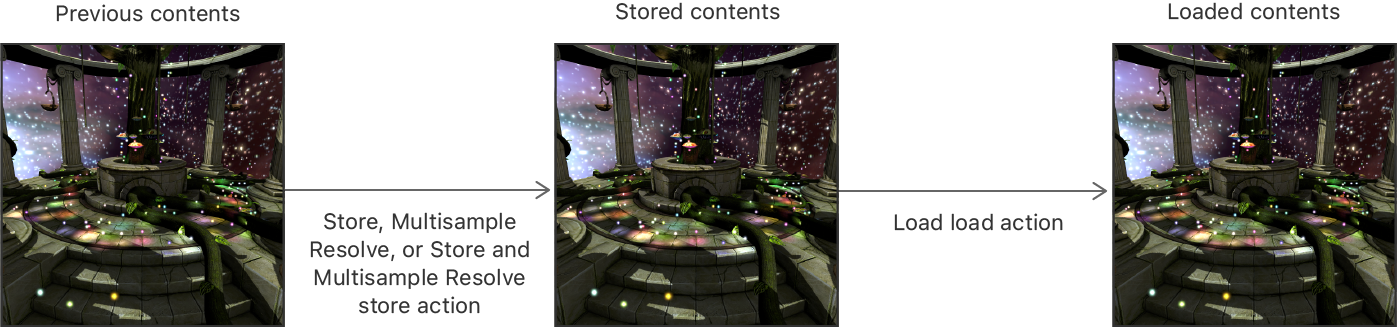 Previous contents
Stored contents
Loaded contents
Store, Multisample
Resolve, or Store and
Multisample Resolve
store action
Load load action